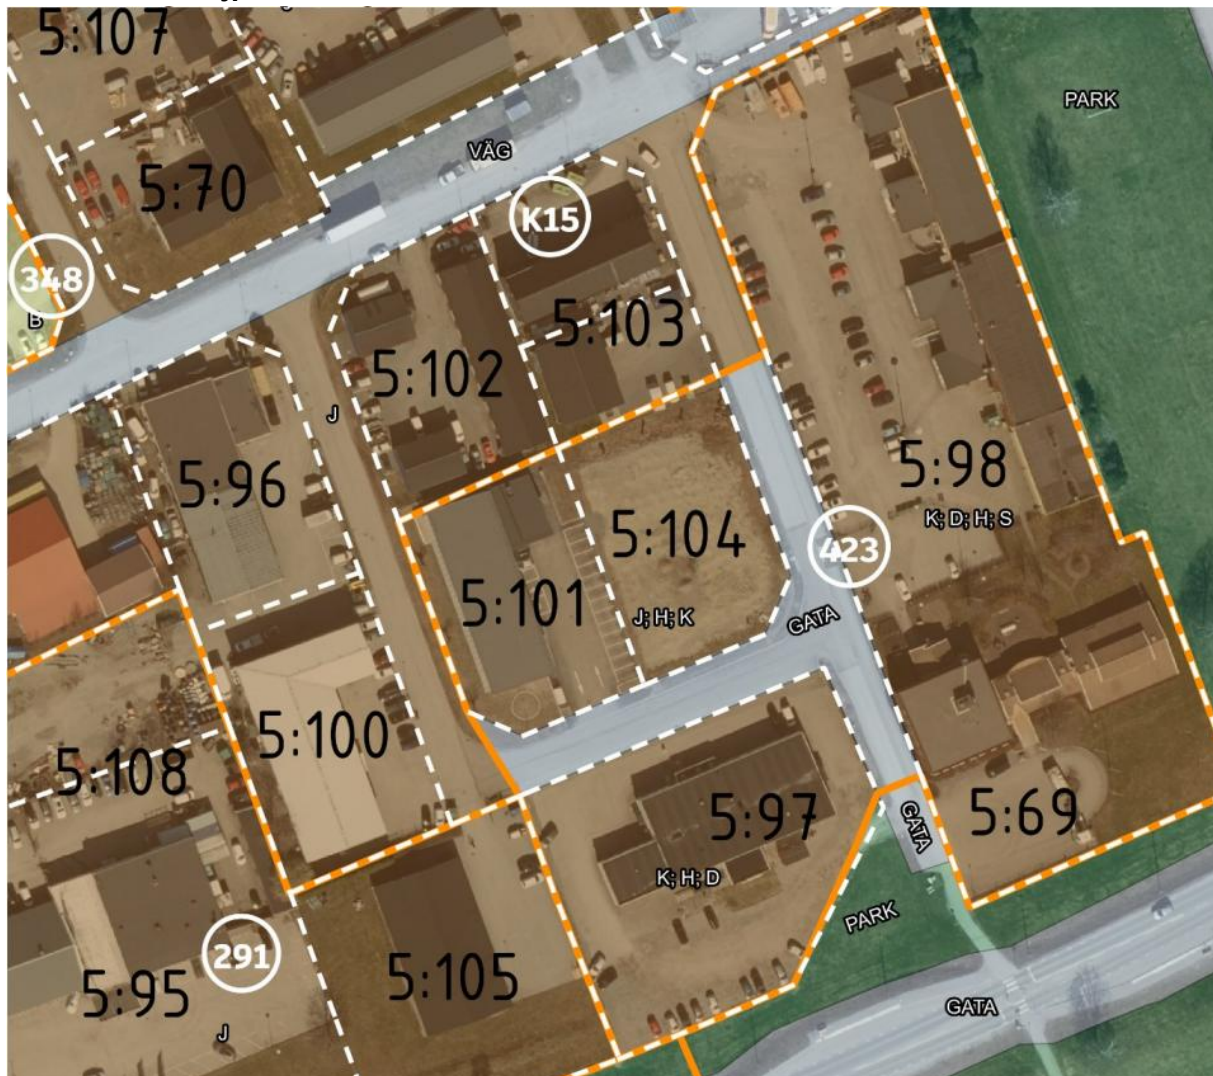 5:107
PARK
VÄG
5:70
K15
348
B
5:103
5:102
J
5:98
K; D; H; S
5:96
5:104
423
5:101
J; H; K
GATA
5:100
5:108
5:97
GATA
5:69
K; H; D
PARK
291
5:105
5:95
GATA
J